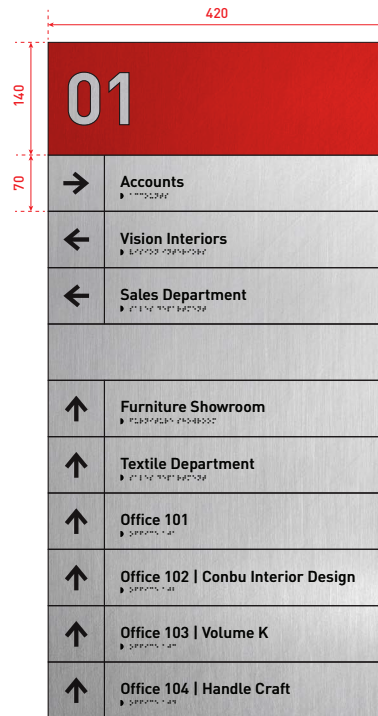 420
140
01
70
→ Accounts
← Vision Interiors
← Sales Department
↑ Furniture Showroom
↑ Textile Department
↑ Office 101
↑ Office 102 | Conbu Interior Design
↑ Office 103 | Volume K
↑ Office 104 | Handle Craft